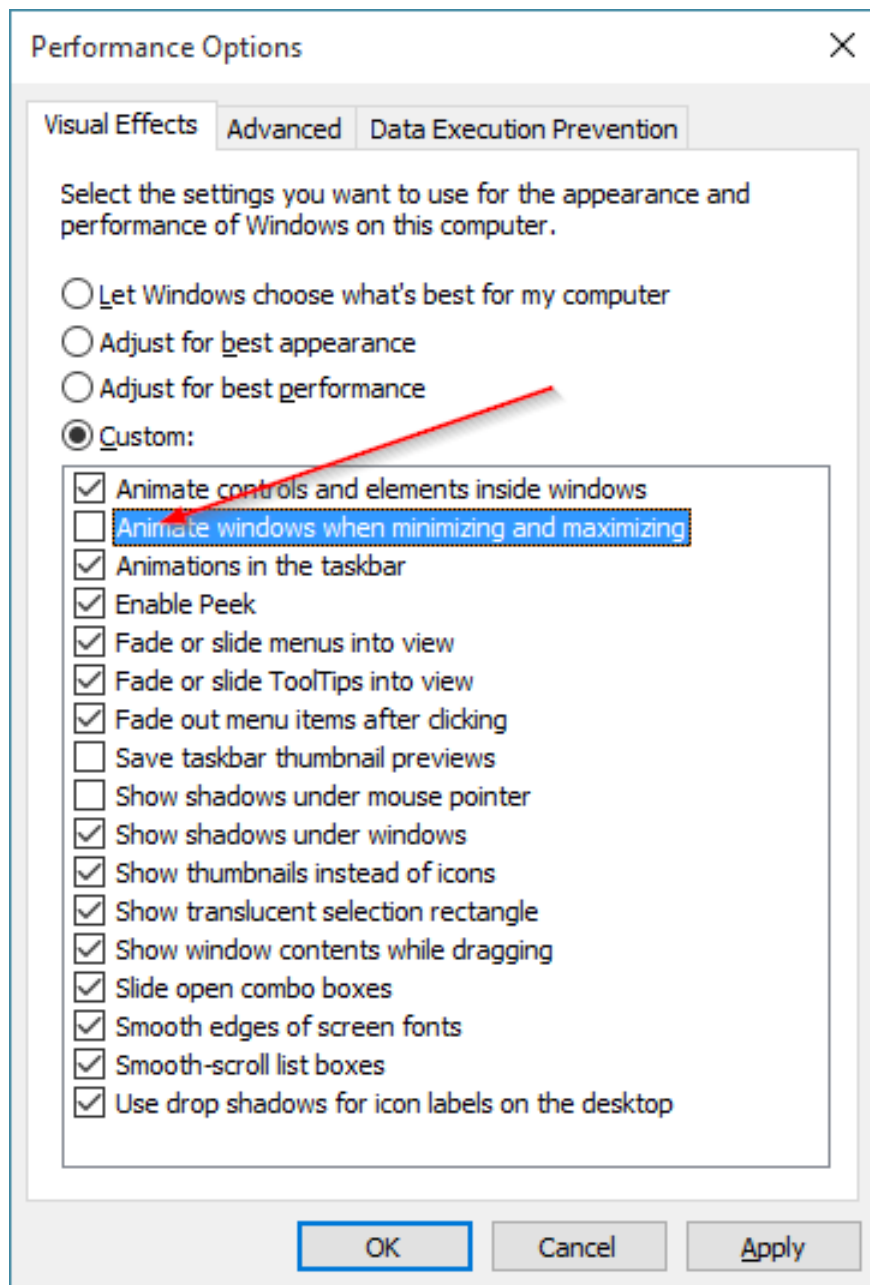 Performance Options
Visual Effects
Advanced
Data Execution Prevention
Select the settings you want to use for the appearance and
performance of Windows on this computer.
Let Windows choose what's best for my computer
Adjust for best appearance
Adjust for best performance
Custom:
Animate controls and elements inside windows
Animate windows when minimizing and maximizing
Animations in the taskbar
Enable Peek
Fade or slide menus into view
Fade or slide ToolTips into view
Fade out menu items after clicking
Save taskbar thumbnail previews
Show shadows under mouse pointer
Show shadows under windows
Show thumbnails instead of icons
Show translucent selection rectangle
Show window contents while dragging
Slide open combo boxes
Smooth edges of screen fonts
Smooth-scroll list boxes
Use drop shadows for icon labels on the desktop
OK
Cancel
Apply